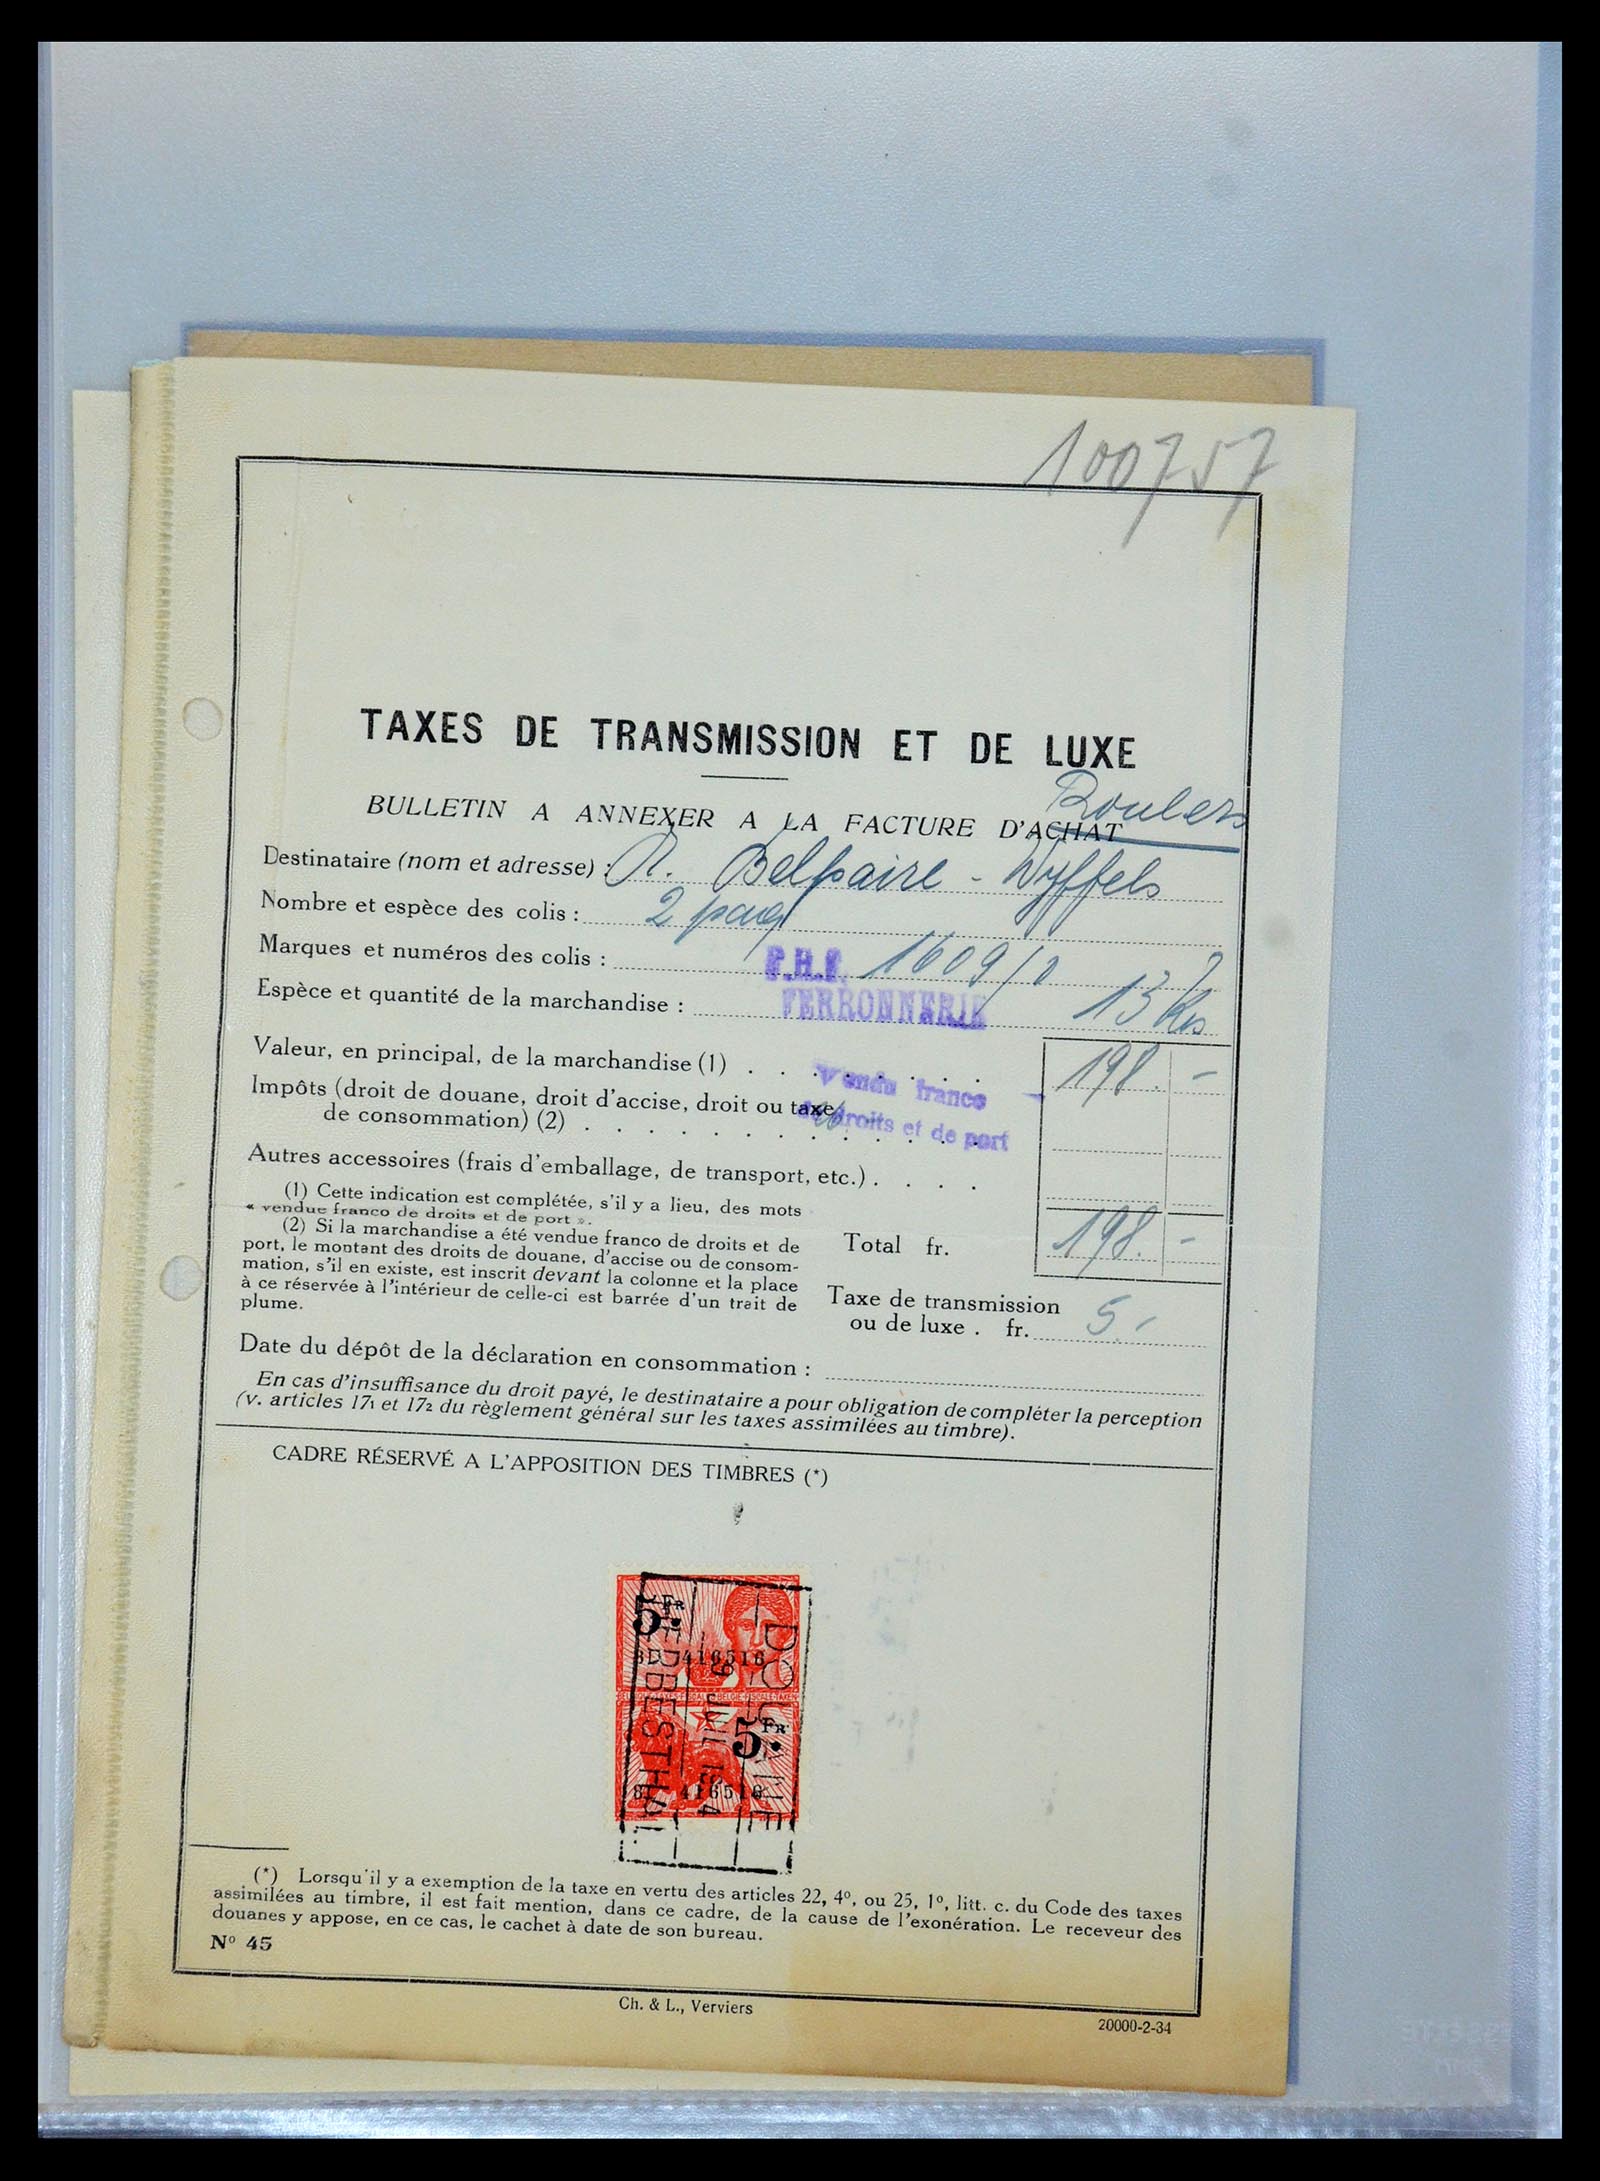 100757
TAXES DE TRANSMISSION ET DE LUXE
BULLETIN A ANNEXER A LA FACTURE D'ACHAT
Roulers
Destinataire (nom et adresse) : A. Belpaire - Wyffels
Nombre et espèce des colis : 2 paq
Marques et numéros des colis : P.H.F. 1609/0
Espèce et quantité de la marchandise : FERRONNERIE 13 Kos
Valeur, en principal, de la marchandise (1) . . . 198. -
Vendu franco
Impôts (droit de douane, droit d'accise, droit ou taxe
de consommation) (2) . . . . .
de droits et de port
Autres accessoires (frais d'emballage, de transport, etc.) . . . .
(1) Cette indication est complétée, s'il y a lieu, des mots
« vendue franco de droits et de port ».
(2) Si la marchandise a été vendue franco de droits et de
port, le montant des droits de douane, d'accise ou de consom-
mation, s'il en existe, est inscrit devant la colonne et la place
à ce réservée à l'intérieur de celle-ci est barrée d'un trait de
plume.
Total fr. 198. -
Taxe de transmission
ou de luxe . fr. 5.-
Date du dépôt de la déclaration en consommation :
En cas d'insuffisance du droit payé, le destinataire a pour obligation de compléter la perception
(v. articles 17₁ et 17₂ du règlement général sur les taxes assimilées au timbre).
CADRE RÉSERVÉ A L'APPOSITION DES TIMBRES (*)
5 Fr.
416516
5 Fr.
416516
DOUANE
HERBESTHAL
(*) Lorsqu'il y a exemption de la taxe en vertu des articles 22, 4º, ou 25, 1º, litt. c. du Code des taxes
assimilées au timbre, il est fait mention, dans ce cadre, de la cause de l'exonération. Le receveur des
douanes y appose, en ce cas, le cachet à date de son bureau.
Nº 45
Ch. & L., Verviers
20000-2-34